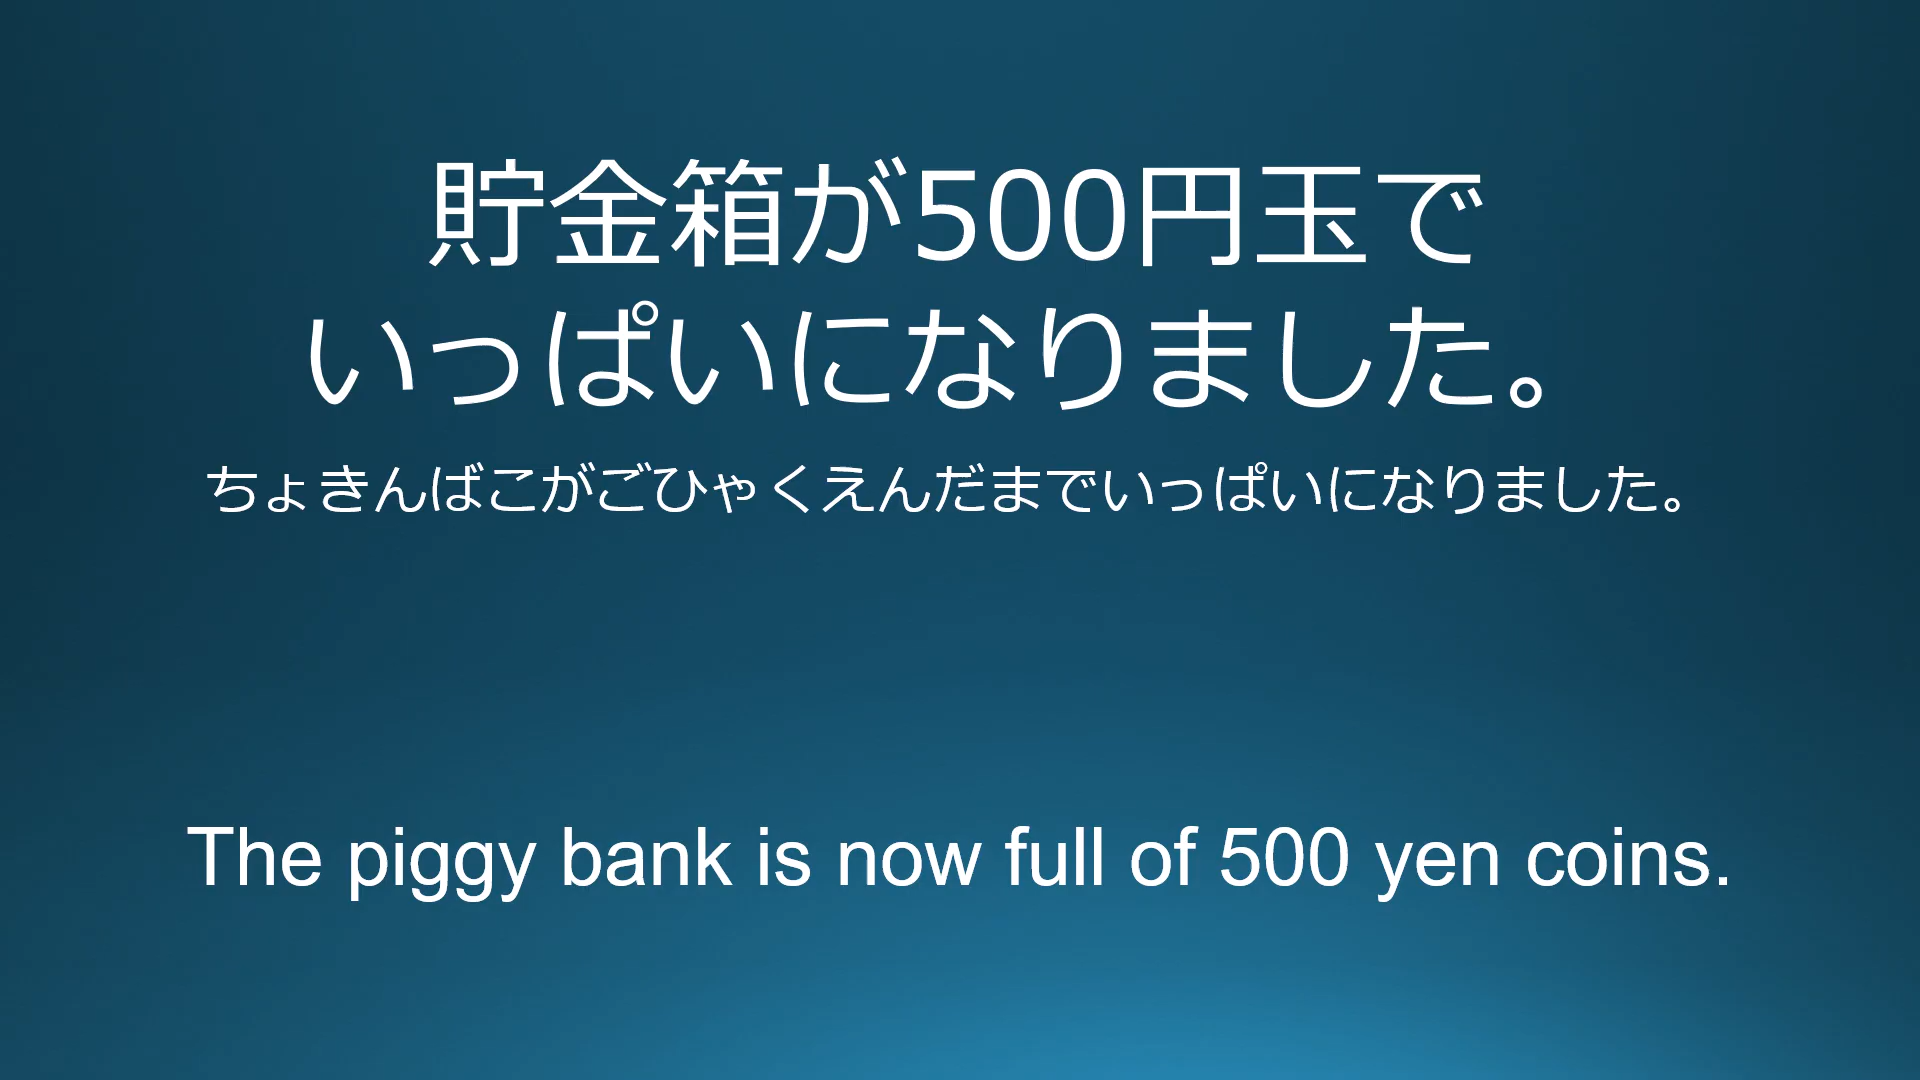 貯金箱が500円玉で
いっぱいになりました。
ちょきんばこがごひゃくえんだまでいっぱいになりました。
The piggy bank is now full of 500 yen coins.